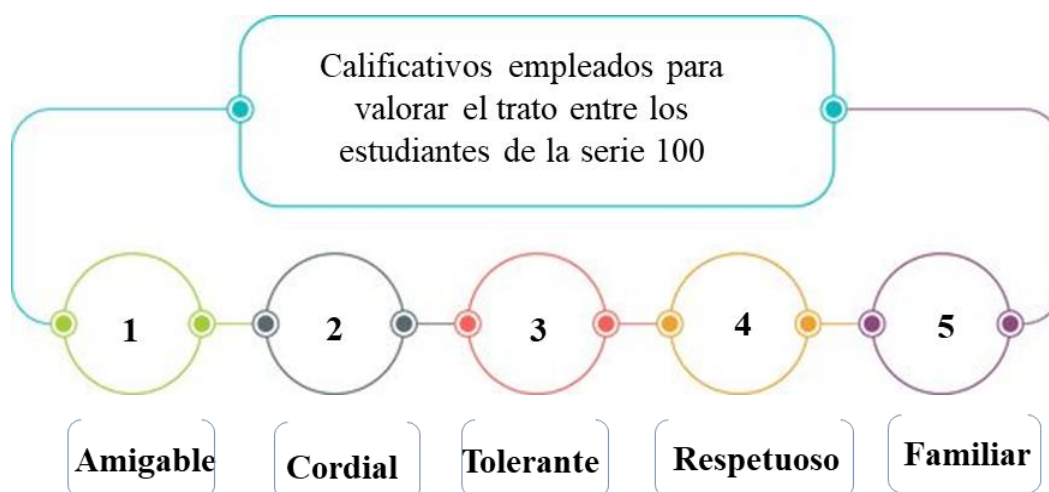 Calificativos empleados para
valorar el trato entre los
estudiantes de la serie 100
1 2 3 4 5
Amigable Cordial Tolerante Respetuoso Familiar